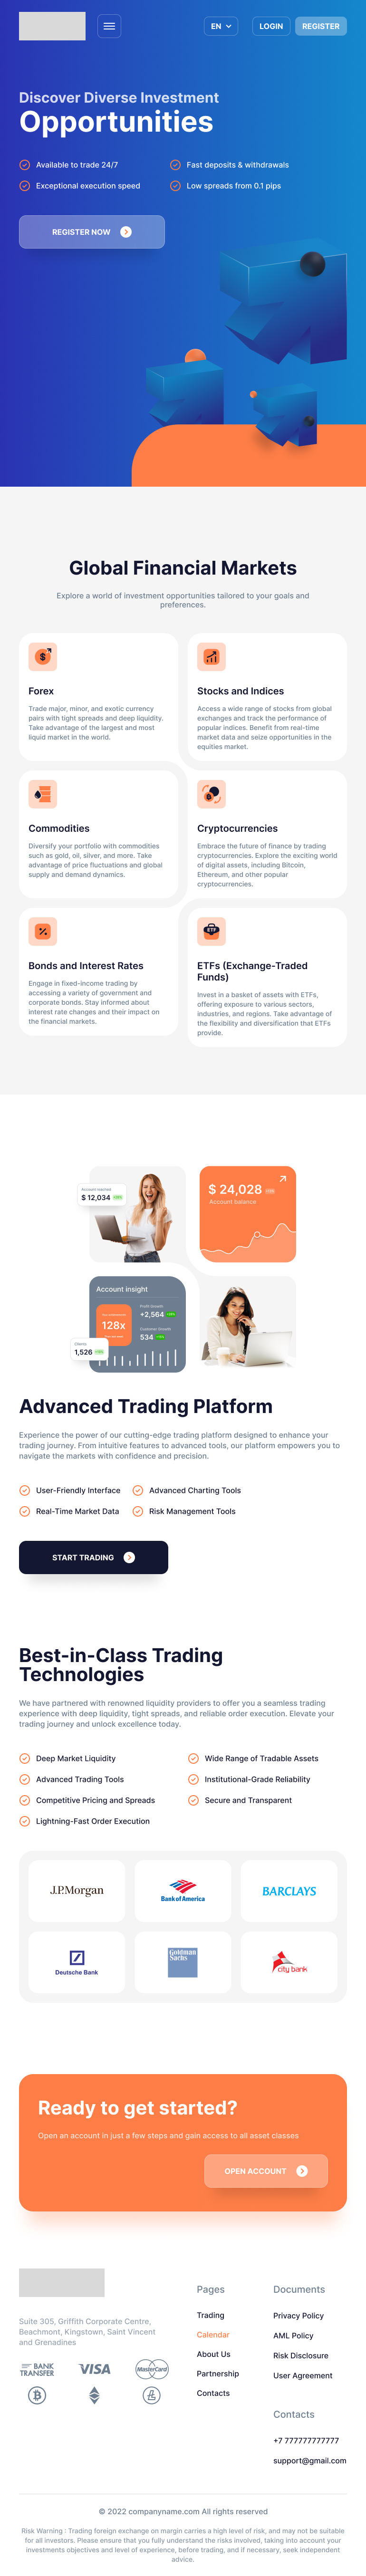 EN
LOGIN
REGISTER
Discover Diverse Investment
Opportunities
Available to trade 24/7
Fast deposits & withdrawals
Exceptional execution speed
Low spreads from 0.1 pips
REGISTER NOW
Global Financial Markets
Explore a world of investment opportunities tailored to your goals and
preferences.
Forex
Trade major, minor, and exotic currency
pairs with tight spreads and deep liquidity.
Take advantage of the largest and most
liquid market in the world.
Stocks and Indices
Access a wide range of stocks from global
exchanges and track the performance of
popular indices. Benefit from real-time
market data and seize opportunities in the
equities market.
Commodities
Diversify your portfolio with commodities
such as gold, oil, silver, and more. Take
advantage of price fluctuations and global
supply and demand dynamics.
Cryptocurrencies
Embrace the future of finance by trading
cryptocurrencies. Explore the exciting world
of digital assets, including Bitcoin,
Ethereum, and other popular
cryptocurrencies.
Bonds and Interest Rates
Engage in fixed-income trading by
accessing a variety of government and
corporate bonds. Stay informed about
interest rate changes and their impact on
the financial markets.
ETF
ETFs (Exchange-Traded
Funds)
Invest in a basket of assets with ETFs,
offering exposure to various sectors,
industries, and regions. Take advantage of
the flexibility and diversification that ETFs
provide.
Account reached
$ 12,034
$ 24,028
Account balance
Account insight
128x
Profit Growth
+2,564
Customer Growth
534
Clients
1,526
Advanced Trading Platform
Experience the power of our cutting-edge trading platform designed to enhance your
trading journey. From intuitive features to advanced tools, our platform empowers you to
navigate the markets with confidence and precision.
User-Friendly Interface
Advanced Charting Tools
Real-Time Market Data
Risk Management Tools
START TRADING
Best-in-Class Trading
Technologies
We have partnered with renowned liquidity providers to offer you a seamless trading
experience with deep liquidity, tight spreads, and reliable order execution. Elevate your
trading journey and unlock excellence today.
Deep Market Liquidity
Wide Range of Tradable Assets
Advanced Trading Tools
Institutional-Grade Reliability
Competitive Pricing and Spreads
Secure and Transparent
Lightning-Fast Order Execution
J.P.Morgan
Bank of America
BARCLAYS
Deutsche Bank
Goldman
Sachs
city bank
Ready to get started?
Open an account in just a few steps and gain access to all asset classes
OPEN ACCOUNT
Suite 305, Griffith Corporate Centre,
Beachmont, Kingstown, Saint Vincent
and Grenadines
BANK
TRANSFER
VISA
MasterCard
Pages
Trading
Calendar
About Us
Partnership
Contacts
Documents
Privacy Policy
AML Policy
Risk Disclosure
User Agreement
Contacts
+7 777777777777
support@gmail.com
© 2022 companyname.com All rights reserved
Risk Warning : Trading foreign exchange on margin carries a high level of risk, and may not be suitable
for all investors. Please ensure that you fully understand the risks involved, taking into account your
investments objectives and level of experience, before trading, and if necessary, seek independent
advice.